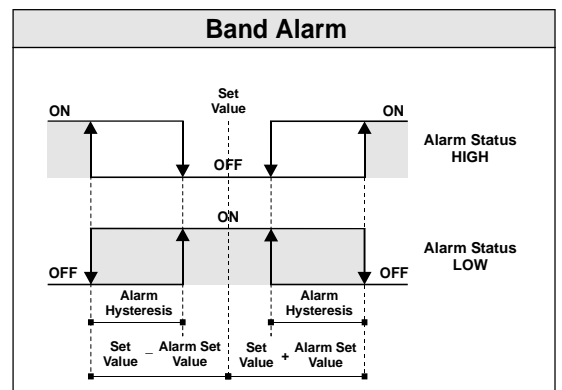 Band Alarm
Set
Value
ON
ON
OFF
Alarm Status
HIGH
ON
OFF
OFF
Alarm Status
LOW
Alarm
Hysteresis
Alarm
Hysteresis
Set
Value
–
Alarm Set
Value
Set
Value
+
Alarm Set
Value